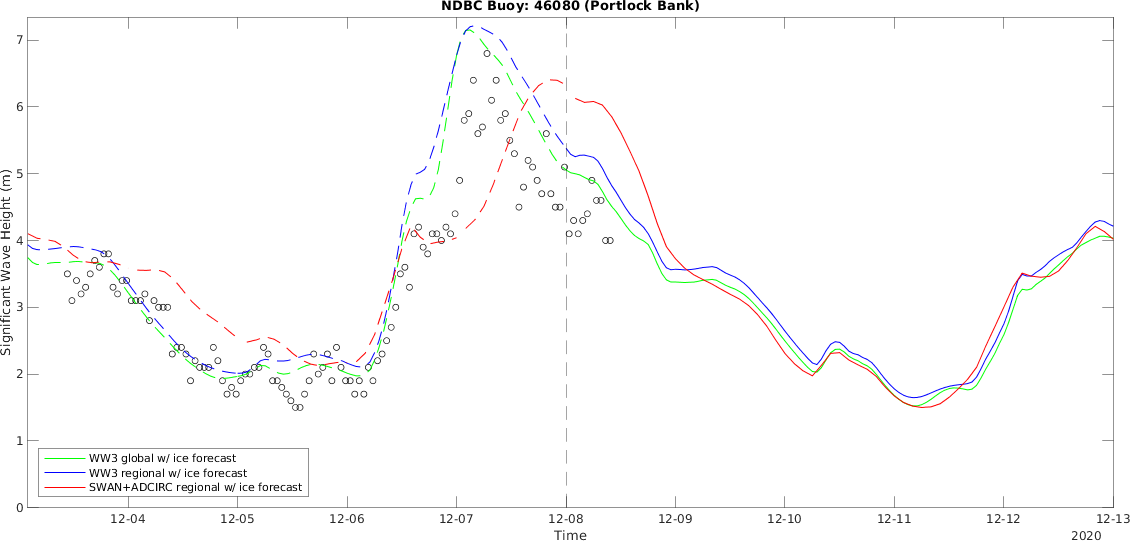 NDBC Buoy: 46080 (Portlock Bank)
Significant Wave Height (m)
7
6
5
4
3
2
1
0
WW3 global w/ ice forecast
WW3 regional w/ ice forecast
SWAN+ADCIRC regional w/ ice forecast
12-04 12-05 12-06 12-07 12-08 12-09 12-10 12-11 12-12 12-13
Time
2020